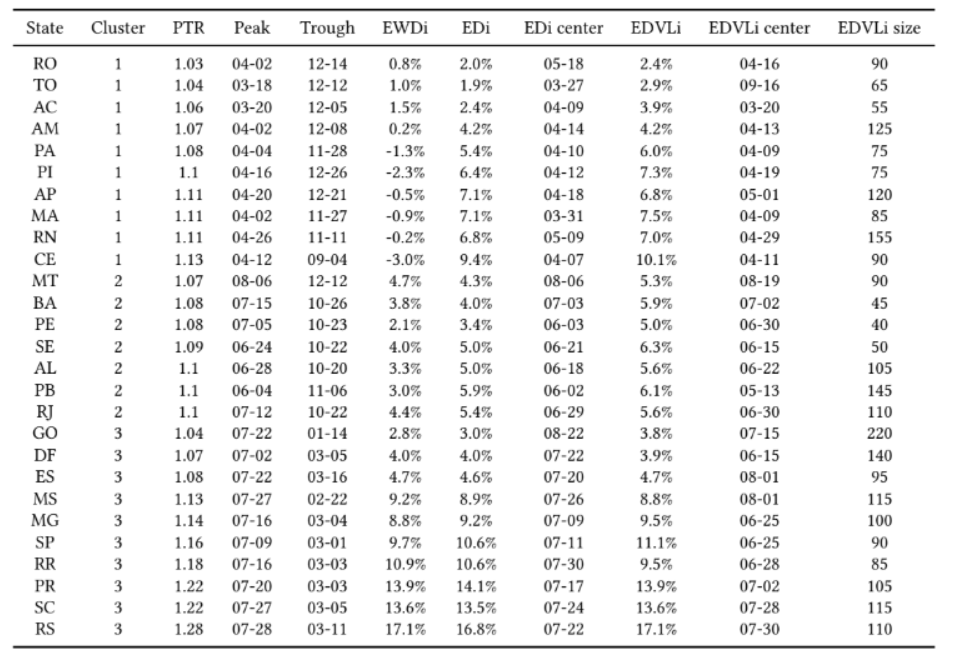 State Cluster PTR Peak Trough EWDi EDi EDi center EDVLi EDVLi center EDVLi size
RO 1 1.03 04-02 12-14 0.8% 2.0% 05-18 2.4% 04-16 90
TO 1 1.04 03-18 12-12 1.0% 1.9% 03-27 2.9% 09-16 65
AC 1 1.06 03-20 12-05 1.5% 2.4% 04-09 3.9% 03-20 55
AM 1 1.07 04-02 12-08 0.2% 4.2% 04-14 4.2% 04-13 125
PA 1 1.08 04-04 11-28 -1.3% 5.4% 04-10 6.0% 04-09 75
PI 1 1.1 04-16 12-26 -2.3% 6.4% 04-12 7.3% 04-19 75
AP 1 1.11 04-20 12-21 -0.5% 7.1% 04-18 6.8% 05-01 120
MA 1 1.11 04-02 11-27 -0.9% 7.1% 03-31 7.5% 04-09 85
RN 1 1.11 04-26 11-11 -0.2% 6.8% 05-09 7.0% 04-29 155
CE 1 1.13 04-12 09-04 -3.0% 9.4% 04-07 10.1% 04-11 90
MT 2 1.07 08-06 12-12 4.7% 4.3% 08-06 5.3% 08-19 90
BA 2 1.08 07-15 10-26 3.8% 4.0% 07-03 5.9% 07-02 45
PE 2 1.08 07-05 10-23 2.1% 3.4% 06-03 5.0% 06-30 40
SE 2 1.09 06-24 10-22 4.0% 5.0% 06-21 6.3% 06-15 50
AL 2 1.1 06-28 10-20 3.3% 5.0% 06-18 5.6% 06-22 105
PB 2 1.1 06-04 11-06 3.0% 5.9% 06-02 6.1% 05-13 145
RJ 2 1.1 07-12 10-22 4.4% 5.4% 06-29 5.6% 06-30 110
GO 3 1.04 07-22 01-14 2.8% 3.0% 08-22 3.8% 07-15 220
DF 3 1.07 07-02 03-05 4.0% 4.0% 07-22 3.9% 06-15 140
ES 3 1.08 07-22 03-16 4.7% 4.6% 07-20 4.7% 08-01 95
MS 3 1.13 07-27 02-22 9.2% 8.9% 07-26 8.8% 08-01 115
MG 3 1.14 07-16 03-04 8.8% 9.2% 07-09 9.5% 06-25 100
SP 3 1.16 07-09 03-01 9.7% 10.6% 07-11 11.1% 06-25 90
RR 3 1.18 07-16 03-03 10.9% 10.6% 07-30 9.5% 06-28 85
PR 3 1.22 07-20 03-03 13.9% 14.1% 07-17 13.9% 07-02 105
SC 3 1.22 07-27 03-05 13.6% 13.5% 07-24 13.6% 07-28 115
RS 3 1.28 07-28 03-11 17.1% 16.8% 07-22 17.1% 07-30 110